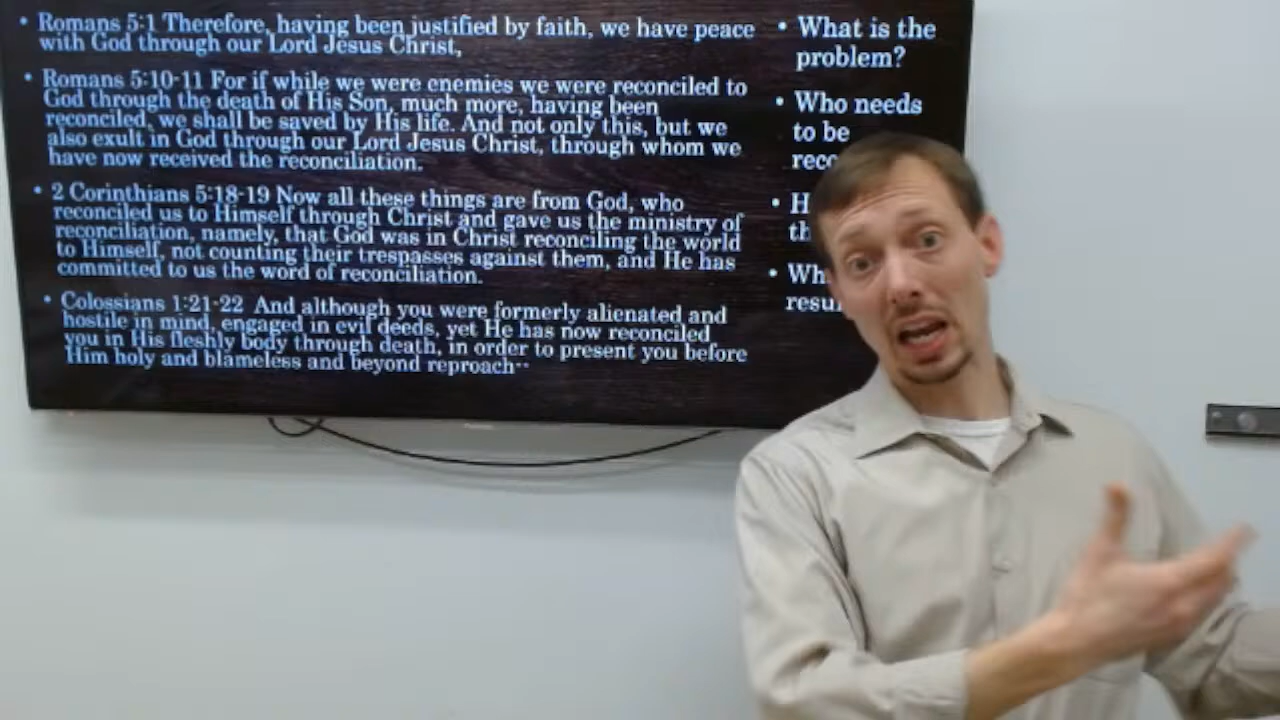 • Romans 5:1 Therefore, having been justified by faith, we have peace
with God through our Lord Jesus Christ,
• Romans 5:10-11 For if while we were enemies we were reconciled to
God through the death of His Son, much more, having been
reconciled, we shall be saved by His life. And not only this, but we
also exult in God through our Lord Jesus Christ, through whom we
have now received the reconciliation.
• 2 Corinthians 5:18-19 Now all these things are from God, who
reconciled us to Himself through Christ and gave us the ministry of
reconciliation, namely, that God was in Christ reconciling the world
to Himself, not counting their trespasses against them, and He has
committed to us the word of reconciliation.
• Colossians 1:21-22 And although you were formerly alienated and
hostile in mind, engaged in evil deeds, yet He has now reconciled
you in His fleshly body through death, in order to present you before
Him holy and blameless and beyond reproach--
• What is the
problem?
• Who needs
to be